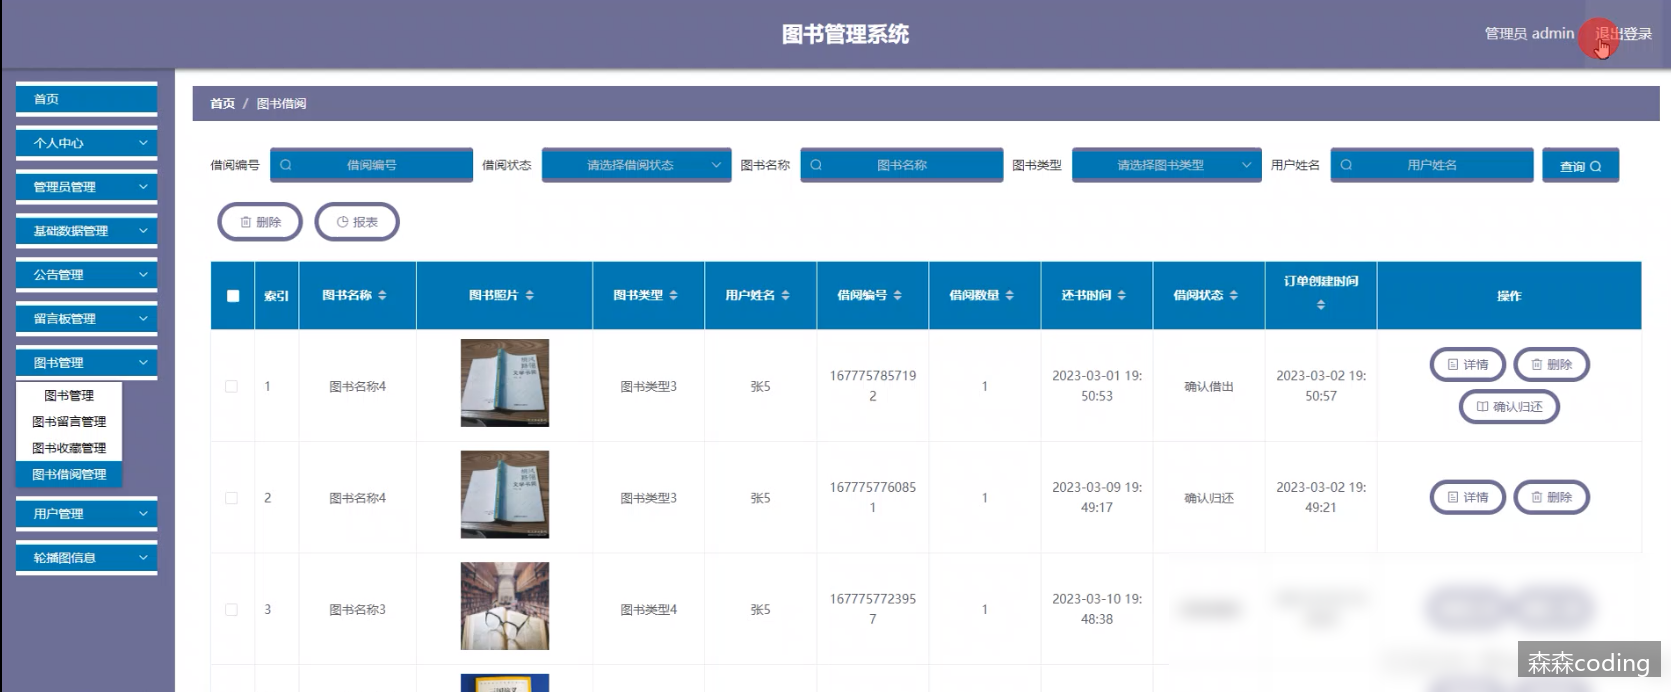 图书管理系统
管理员 admin
退出登录
首页
个人中心
管理员管理
基础数据管理
公告管理
留言板管理
图书管理
图书管理
图书留言管理
图书收藏管理
图书借阅管理
用户管理
轮播图信息
首页 / 图书借阅
借阅编号 借阅编号 借阅状态 请选择借阅状态 图书名称 图书名称 图书类型 请选择图书类型 用户姓名 用户姓名 查询
删除 报表
索引 图书名称 图书照片 图书类型 用户姓名 借阅编号 借阅数量 还书时间 借阅状态 订单创建时间 操作
1 图书名称4 图书类型3 张5 167775785719
2 1 2023-03-01 19:
50:53 确认借出 2023-03-02 19:
50:57 详情 删除
确认归还
2 图书名称4 图书类型3 张5 167775776085
1 1 2023-03-09 19:
49:17 确认归还 2023-03-02 19:
49:21 详情 删除
3 图书名称3 图书类型4 张5 167775772395
7 1 2023-03-10 19:
48:38
森森coding